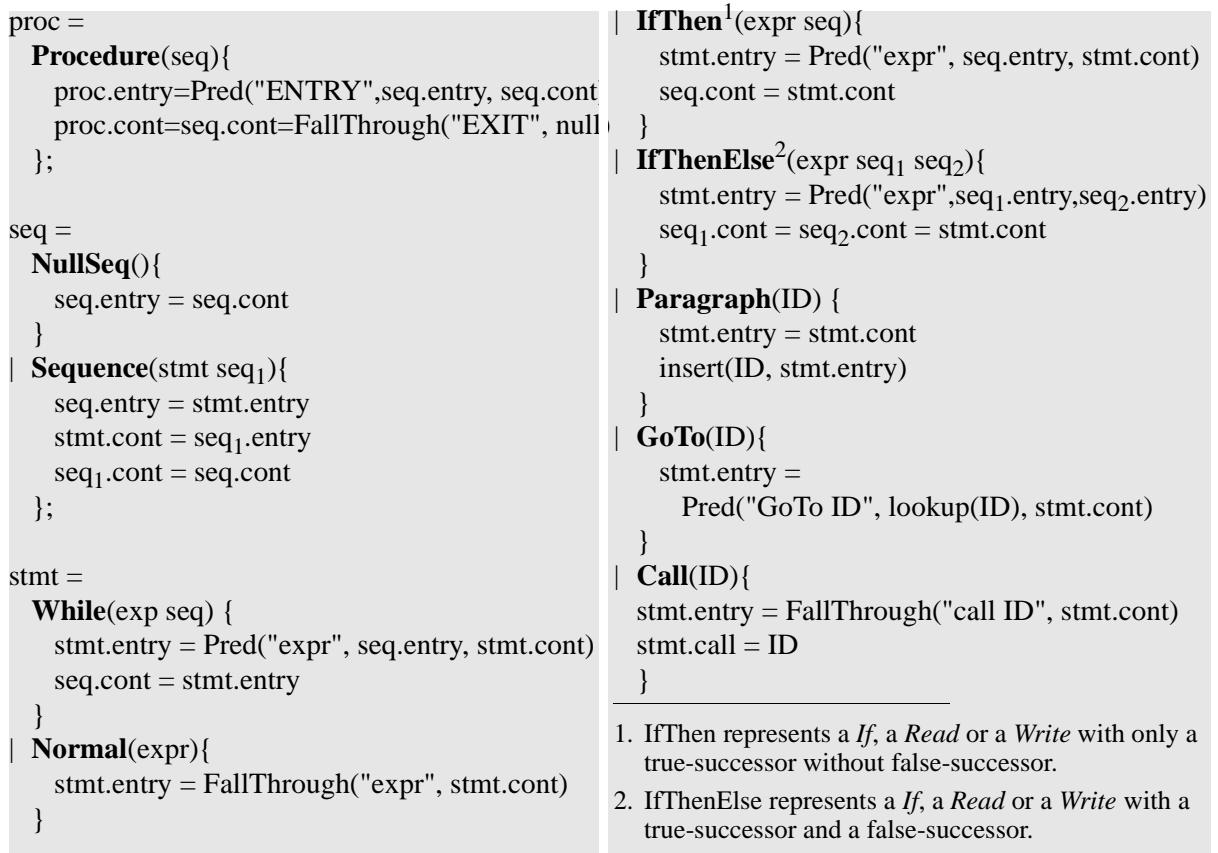 proc =
Procedure(seq){
proc.entry=Pred("ENTRY",seq.entry, seq.cont)
proc.cont=seq.cont=FallThrough("EXIT", null)
};
seq =
NullSeq(){
seq.entry = seq.cont
}
| Sequence(stmt seq1){
seq.entry = stmt.entry
stmt.cont = seq1.entry
seq1.cont = seq.cont
};
stmt =
While(exp seq) {
stmt.entry = Pred("expr", seq.entry, stmt.cont)
seq.cont = stmt.entry
}
| Normal(expr){
stmt.entry = FallThrough("expr", stmt.cont)
}
| IfThen1(expr seq){
stmt.entry = Pred("expr", seq.entry, stmt.cont)
seq.cont = stmt.cont
}
| IfThenElse2(expr seq1 seq2){
stmt.entry = Pred("expr",seq1.entry,seq2.entry)
seq1.cont = seq2.cont = stmt.cont
}
| Paragraph(ID) {
stmt.entry = stmt.cont
insert(ID, stmt.entry)
}
| GoTo(ID){
stmt.entry =
Pred("GoTo ID", lookup(ID), stmt.cont)
}
| Call(ID){
stmt.entry = FallThrough("call ID", stmt.cont)
stmt.call = ID
}
1. IfThen represents a If, a Read or a Write with only a
true-successor without false-successor.
2. IfThenElse represents a If, a Read or a Write with a
true-successor and a false-successor.